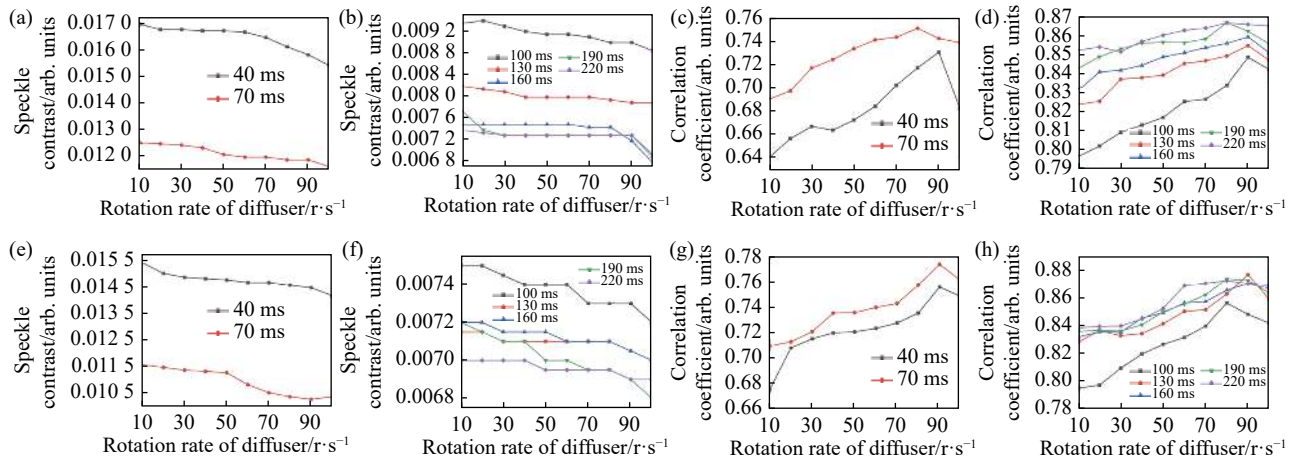 (a)
Speckle
contrast/arb. units
0.017 0
0.016 0
0.015 0
0.014 0
0.013 0
0.012 0
40 ms
70 ms
10 30 50 70 90
Rotation rate of diffuser/r·s⁻¹
(b)
Speckle
contrast/arb. units
0.009 2
0.008 8
0.008 4
0.008 0
0.007 6
0.007 2
0.006 8
100 ms
130 ms
160 ms
190 ms
220 ms
10 30 50 70 90
Rotation rate of diffuser/r·s⁻¹
(c)
Correlation
coefficient/arb. units
0.76
0.74
0.72
0.70
0.68
0.66
0.64
40 ms
70 ms
10 30 50 70 90
Rotation rate of diffuser/r·s⁻¹
(d)
Correlation
coefficient/arb. units
0.87
0.86
0.85
0.84
0.83
0.82
0.81
0.80
0.79
100 ms
130 ms
160 ms
190 ms
220 ms
10 30 50 70 90
Rotation rate of diffuser/r·s⁻¹
(e)
Speckle
contrast/arb. units
0.015 5
0.014 5
0.013 5
0.012 5
0.011 5
0.010 5
40 ms
70 ms
10 30 50 70 90
Rotation rate of diffuser/r·s⁻¹
(f)
Speckle
contrast/arb. units
0.0074
0.0072
0.0070
0.0068
190 ms
220 ms
100 ms
130 ms
160 ms
10 30 50 70 90
Rotation rate of diffuser/r·s⁻¹
(g)
Correlation
coefficient/arb. units
0.78
0.76
0.74
0.72
0.70
0.68
0.66
40 ms
70 ms
10 30 50 70 90
Rotation rate of diffuser/r·s⁻¹
(h)
Correlation
coefficient/arb. units
0.88
0.86
0.84
0.82
0.80
0.78
100 ms
130 ms
160 ms
190 ms
220 ms
10 30 50 70 90
Rotation rate of diffuser/r·s⁻¹